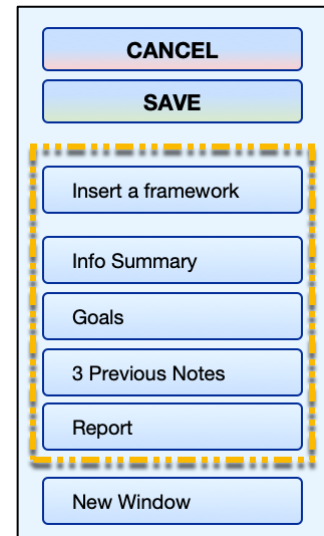 CANCEL
SAVE
Insert a framework
Info Summary
Goals
3 Previous Notes
Report
New Window